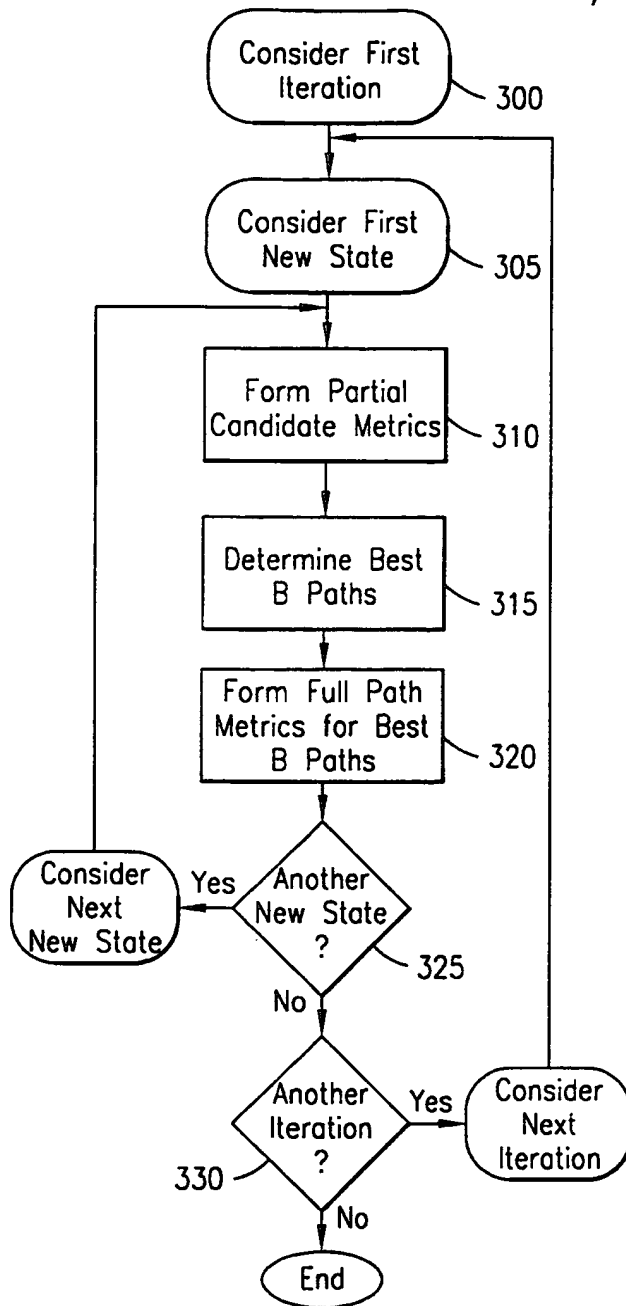 Consider First
Iteration
300
Consider First
New State
305
Form Partial
Candidate Metrics
310
Determine Best
B Paths
315
Form Full Path
Metrics for Best
B Paths
320
Consider
Next
New State
Yes
Another
New State
?
325
No
Another
Iteration
?
330
Yes
Consider
Next
Iteration
No
End